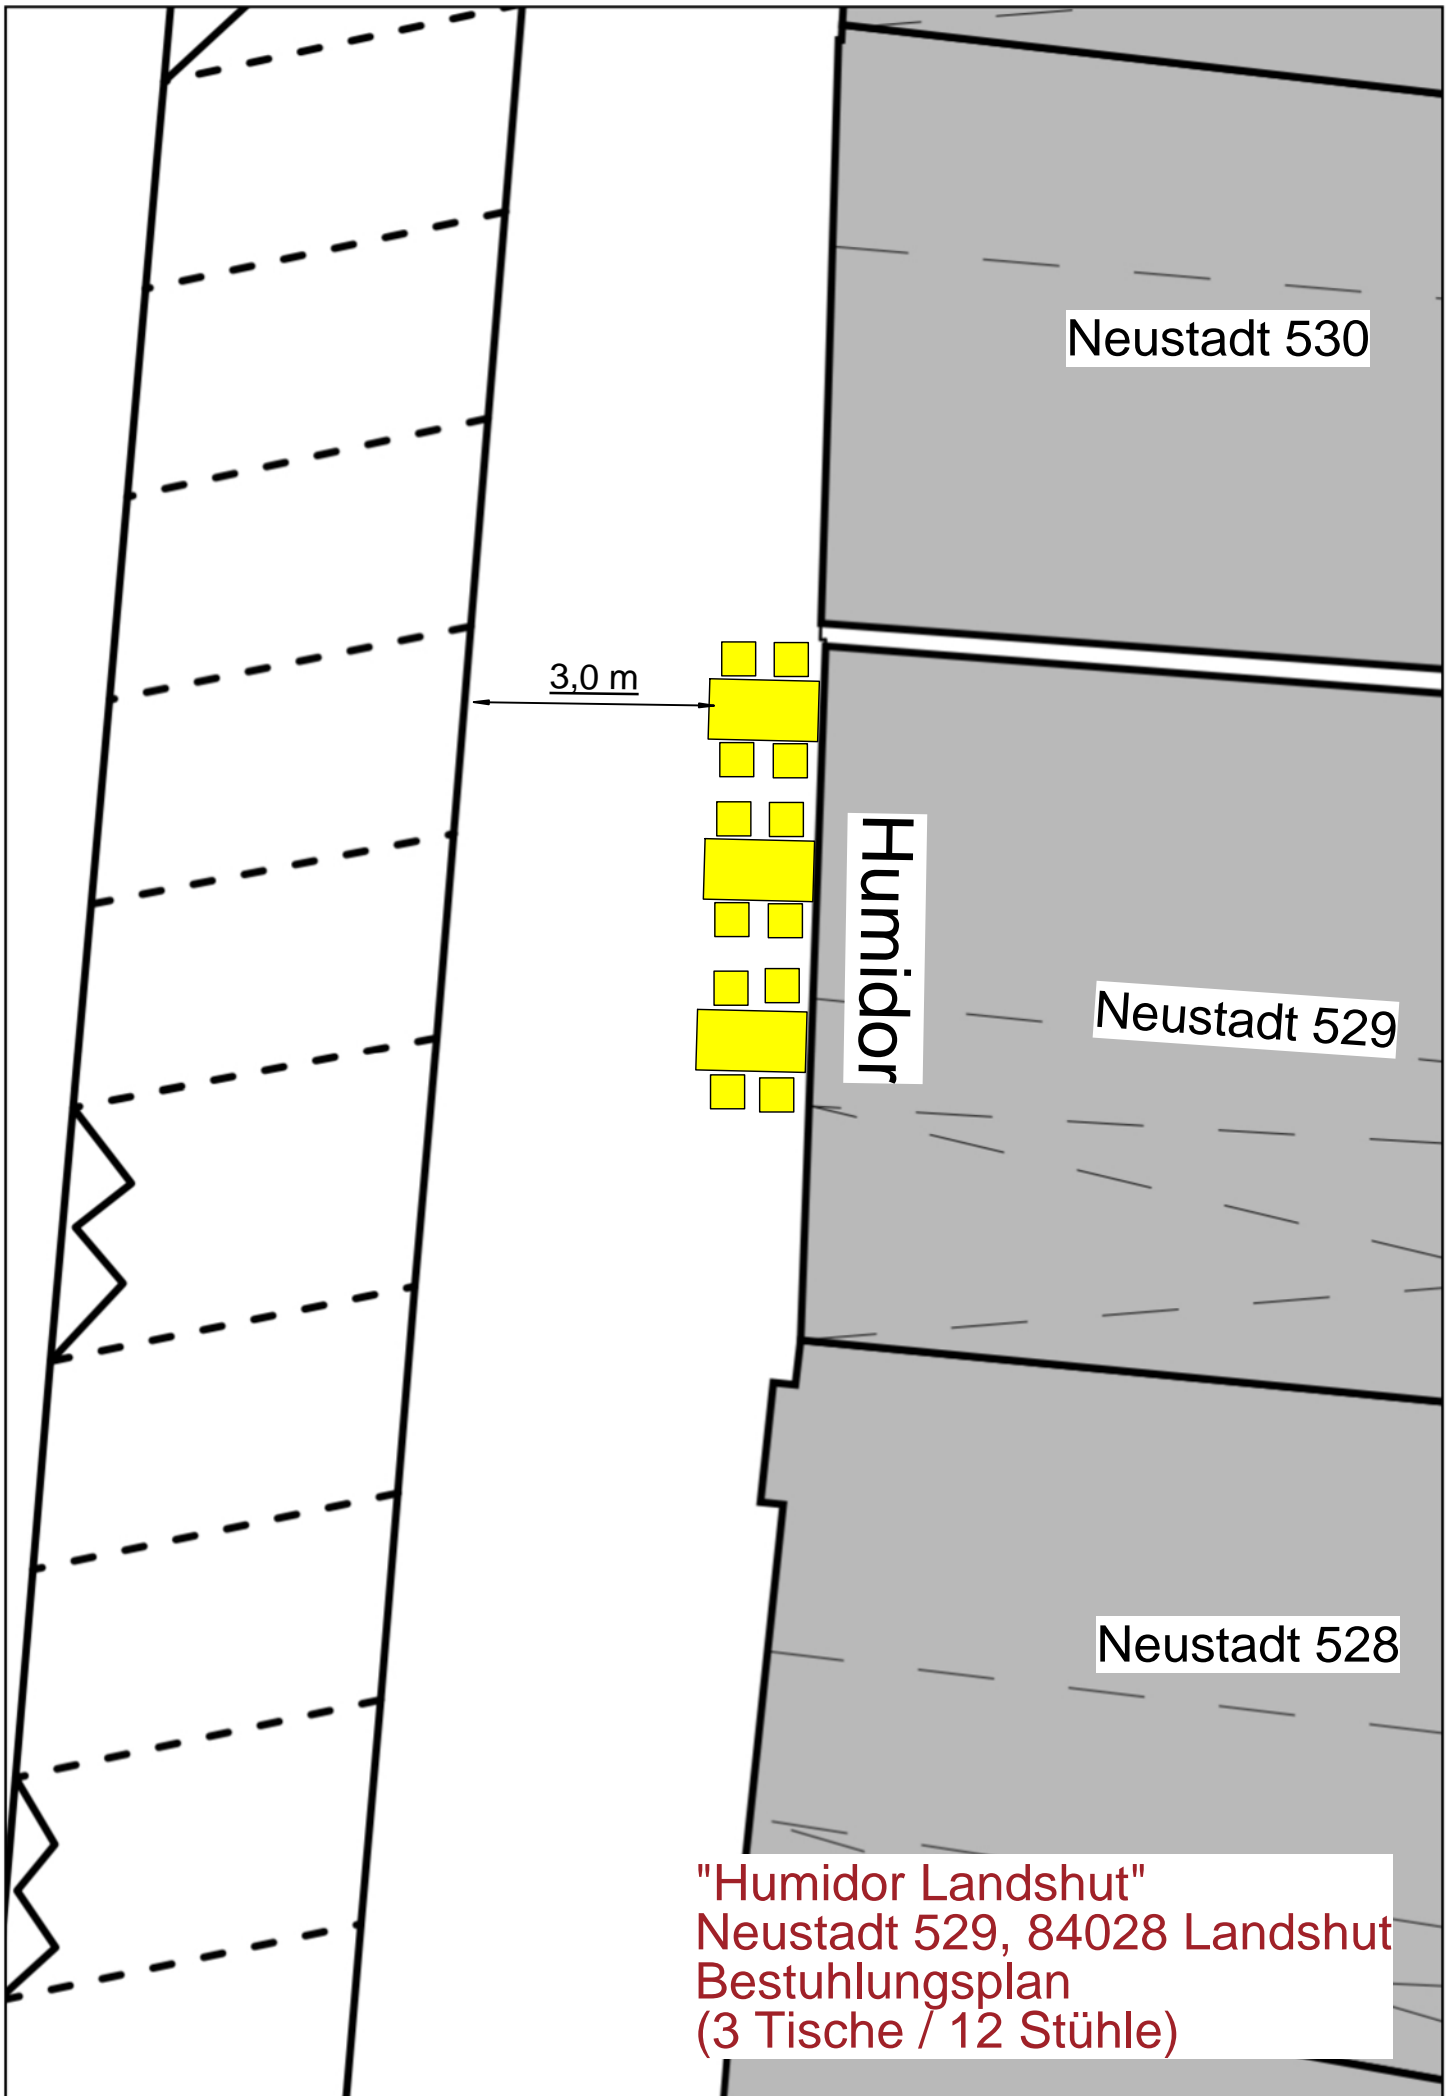 Neustadt 530
3,0 m
Humidor
Neustadt 529
Neustadt 528
"Humidor Landshut"
Neustadt 529, 84028 Landshut
Bestuhlungsplan
(3 Tische / 12 Stühle)